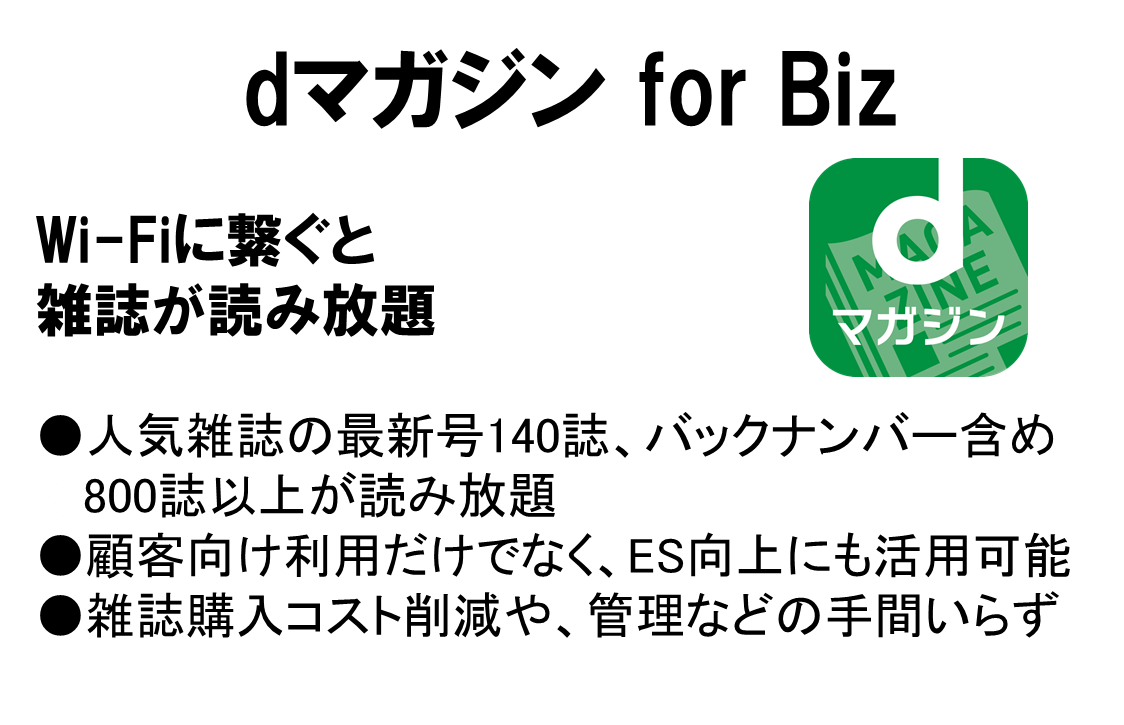 dマガジン for Biz
Wi-Fiに繋ぐと
雑誌が読み放題
MAGA
ZINE
d
マガジン
●人気雑誌の最新号140誌、バックナンバー含め
800誌以上が読み放題
●顧客向け利用だけでなく、ES向上にも活用可能
●雑誌購入コスト削減や、管理などの手間いらず